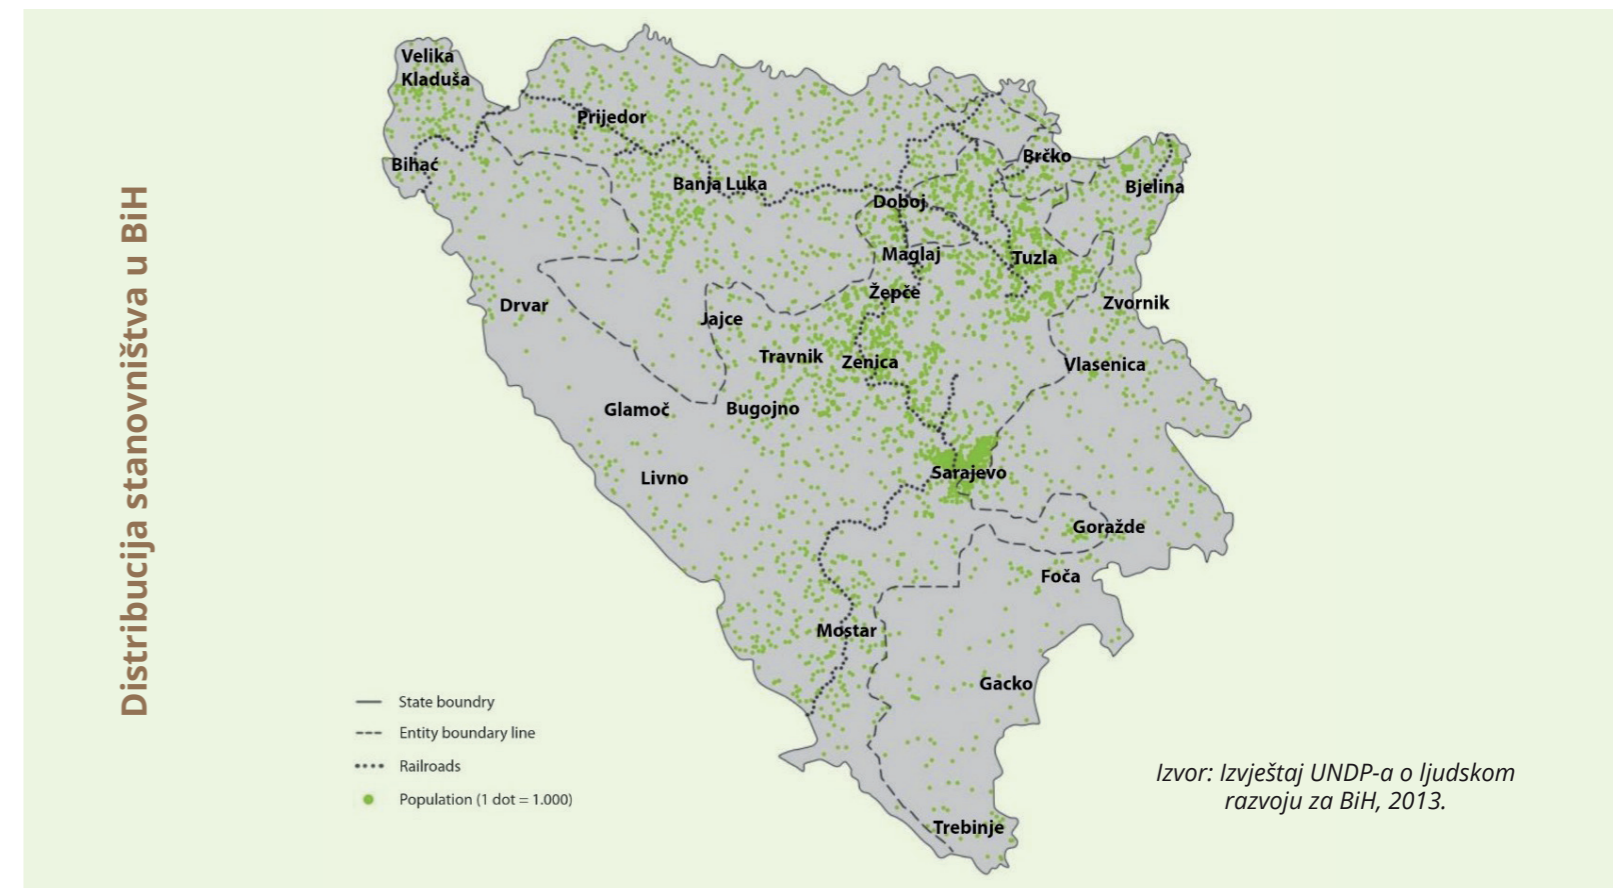 Distribucija stanovništva u BiH
Velika
Kladuša
Prijedor
Bihać
Brčko
Banja Luka
Bjelina
Doboj
Maglaj
Tuzla
Žepče
Zvornik
Drvar
Jajce
Travnik
Zenica
Vlasenica
Glamoč
Bugojno
Sarajevo
Livno
Goražde
Foča
Mostar
Gacko
Trebinje
State boundry
Entity boundary line
Railroads
Population (1 dot = 1.000)
Izvor: Izvještaj UNDP-a o ljudskom
razvoju za BiH, 2013.